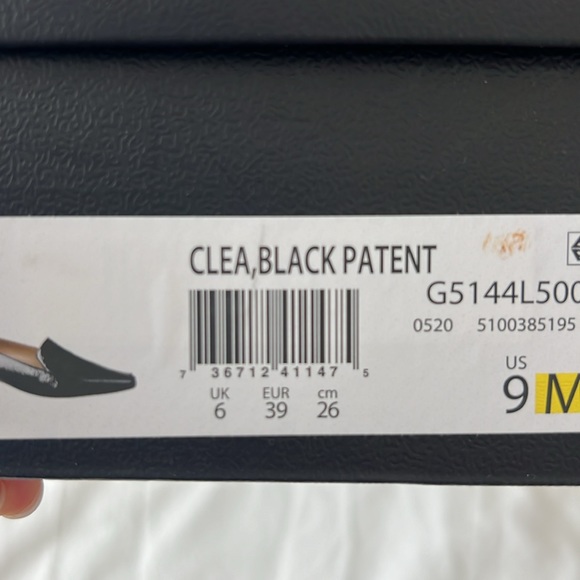 CLEA,BLACK PATENT
G5144L500
0520 5100385195
7 36712 41147 5
UK EUR cm
6 39 26
US
9 M